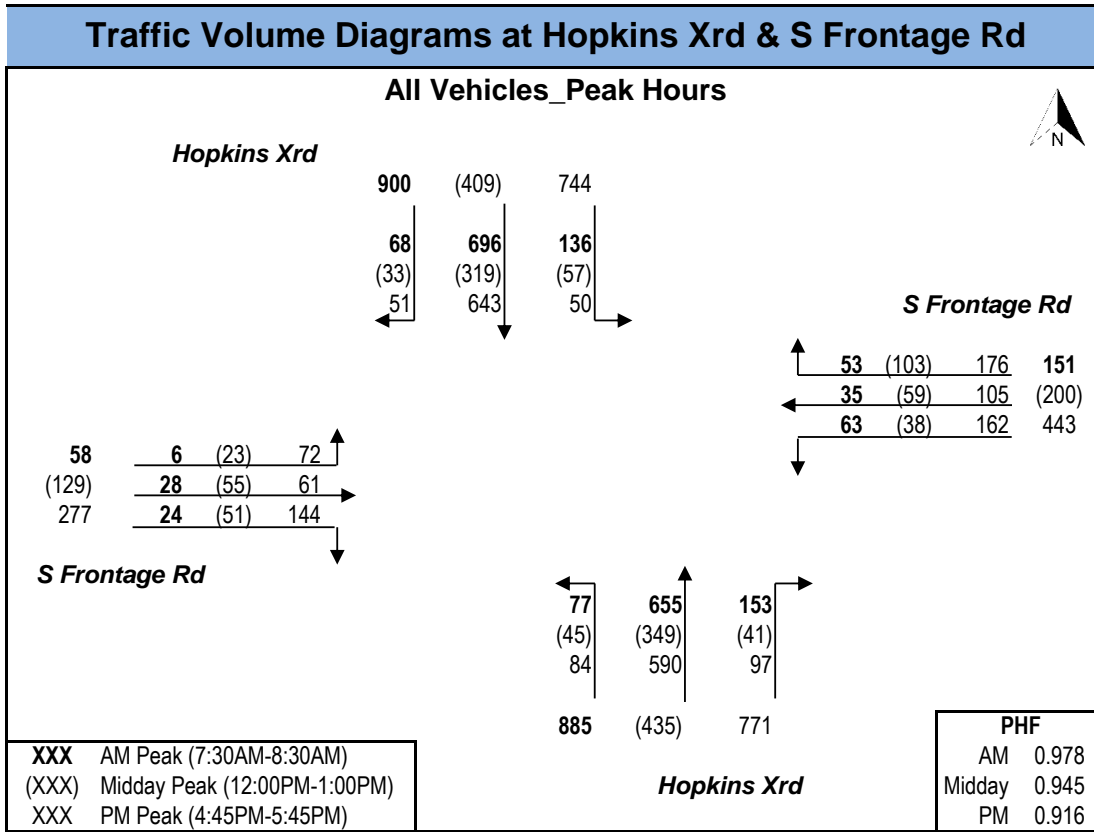 Traffic Volume Diagrams at Hopkins Xrd & S Frontage Rd
All Vehicles_Peak Hours
N
Hopkins Xrd
900 (409) 744
68 696 136
(33) (319) (57)
51 643 50
S Frontage Rd
53 (103) 176 151
35 (59) 105 (200)
63 (38) 162 443
58 6 (23) 72
(129) 28 (55) 61
277 24 (51) 144
S Frontage Rd
77 655 153
(45) (349) (41)
84 590 97
885 (435) 771
Hopkins Xrd
XXX AM Peak (7:30AM-8:30AM)
(XXX) Midday Peak (12:00PM-1:00PM)
XXX PM Peak (4:45PM-5:45PM)
PHF
AM 0.978
Midday 0.945
PM 0.916